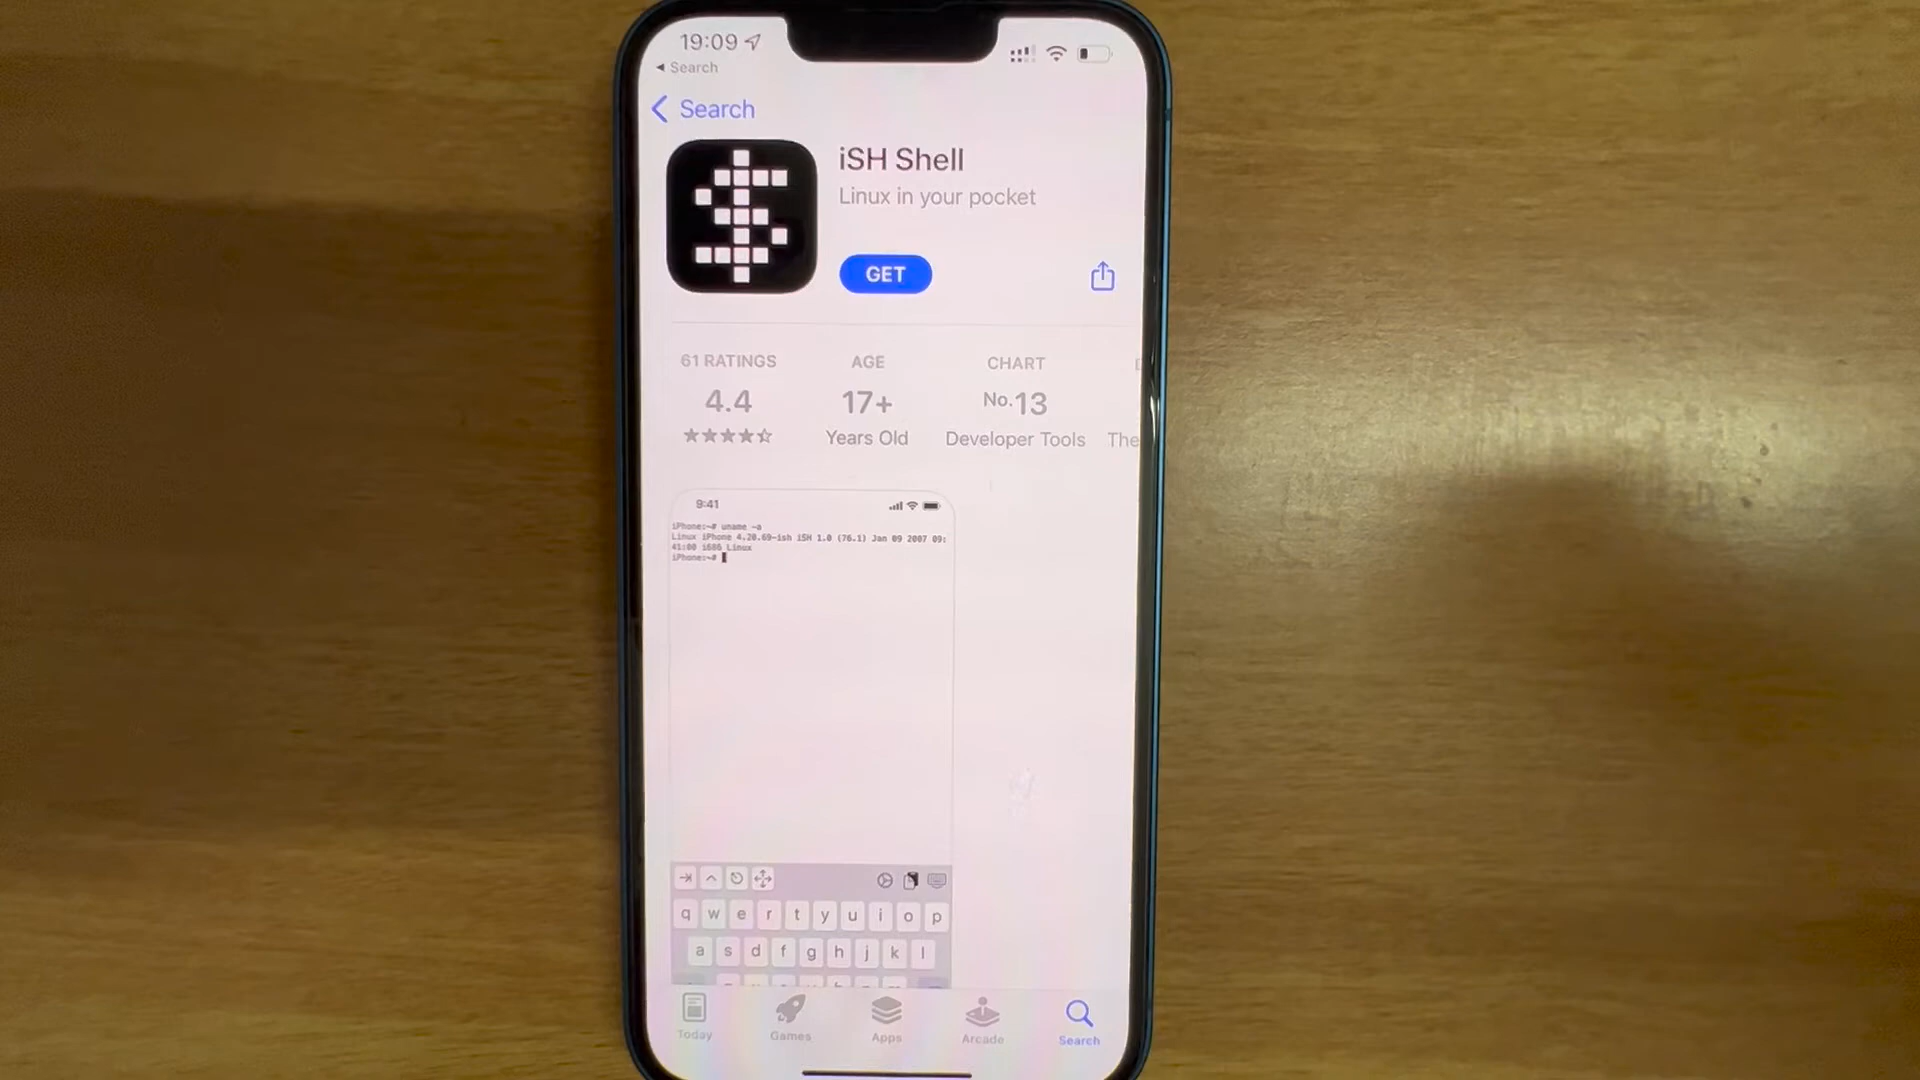 19:09
Search
Search
iSH Shell
Linux in your pocket
GET
61 RATINGS
AGE
CHART
4.4
17+
No.13
Years Old
Developer Tools
The
9:41
iPhone:~# uname -a
Linux iPhone 4.20.69-ish iSH 1.0 (76.1) Jan 09 2007 09:
41:00 i686 Linux
iPhone:~#
q w e r t y u i o p
a s d f g h j k l
Today
Games
Apps
Arcade
Search